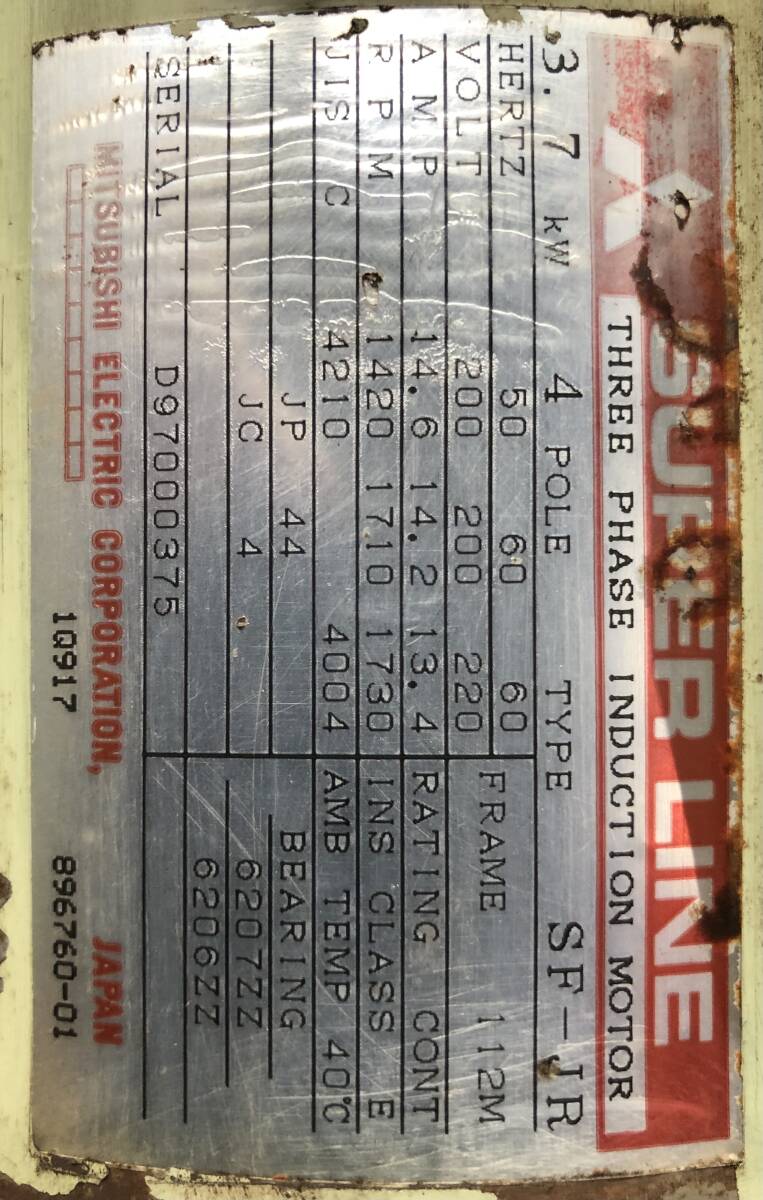 SUPER LINE
THREE PHASE INDUCTION MOTOR
3.7 kW 4 POLE TYPE SF-JR
HERTZ 50 60 60 FRAME 112M
VOLT 200 200 220
AMP 14.6 14.2 13.4 RATING CONT
RPM 1420 1710 1730 INS CLASS E
JIS C 4210 4004 AMB TEMP 40℃
JP 44 BEARING
JC 4 6207ZZ
6206ZZ
SERIAL D97000375
MITSUBISHI ELECTRIC CORPORATION, JAPAN
1Q917 896760-01